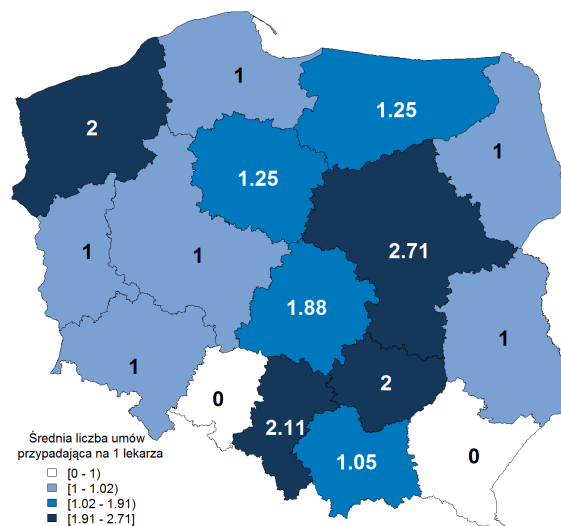 1
1.25
2
1
1.25
2.71
1
1
1.88
1
1
2
0
2.11
0
1.05
Średnia liczba umów
przypadająca na 1 lekarza
[0 - 1)
[1 - 1.02)
[1.02 - 1.91)
[1.91 - 2.71]